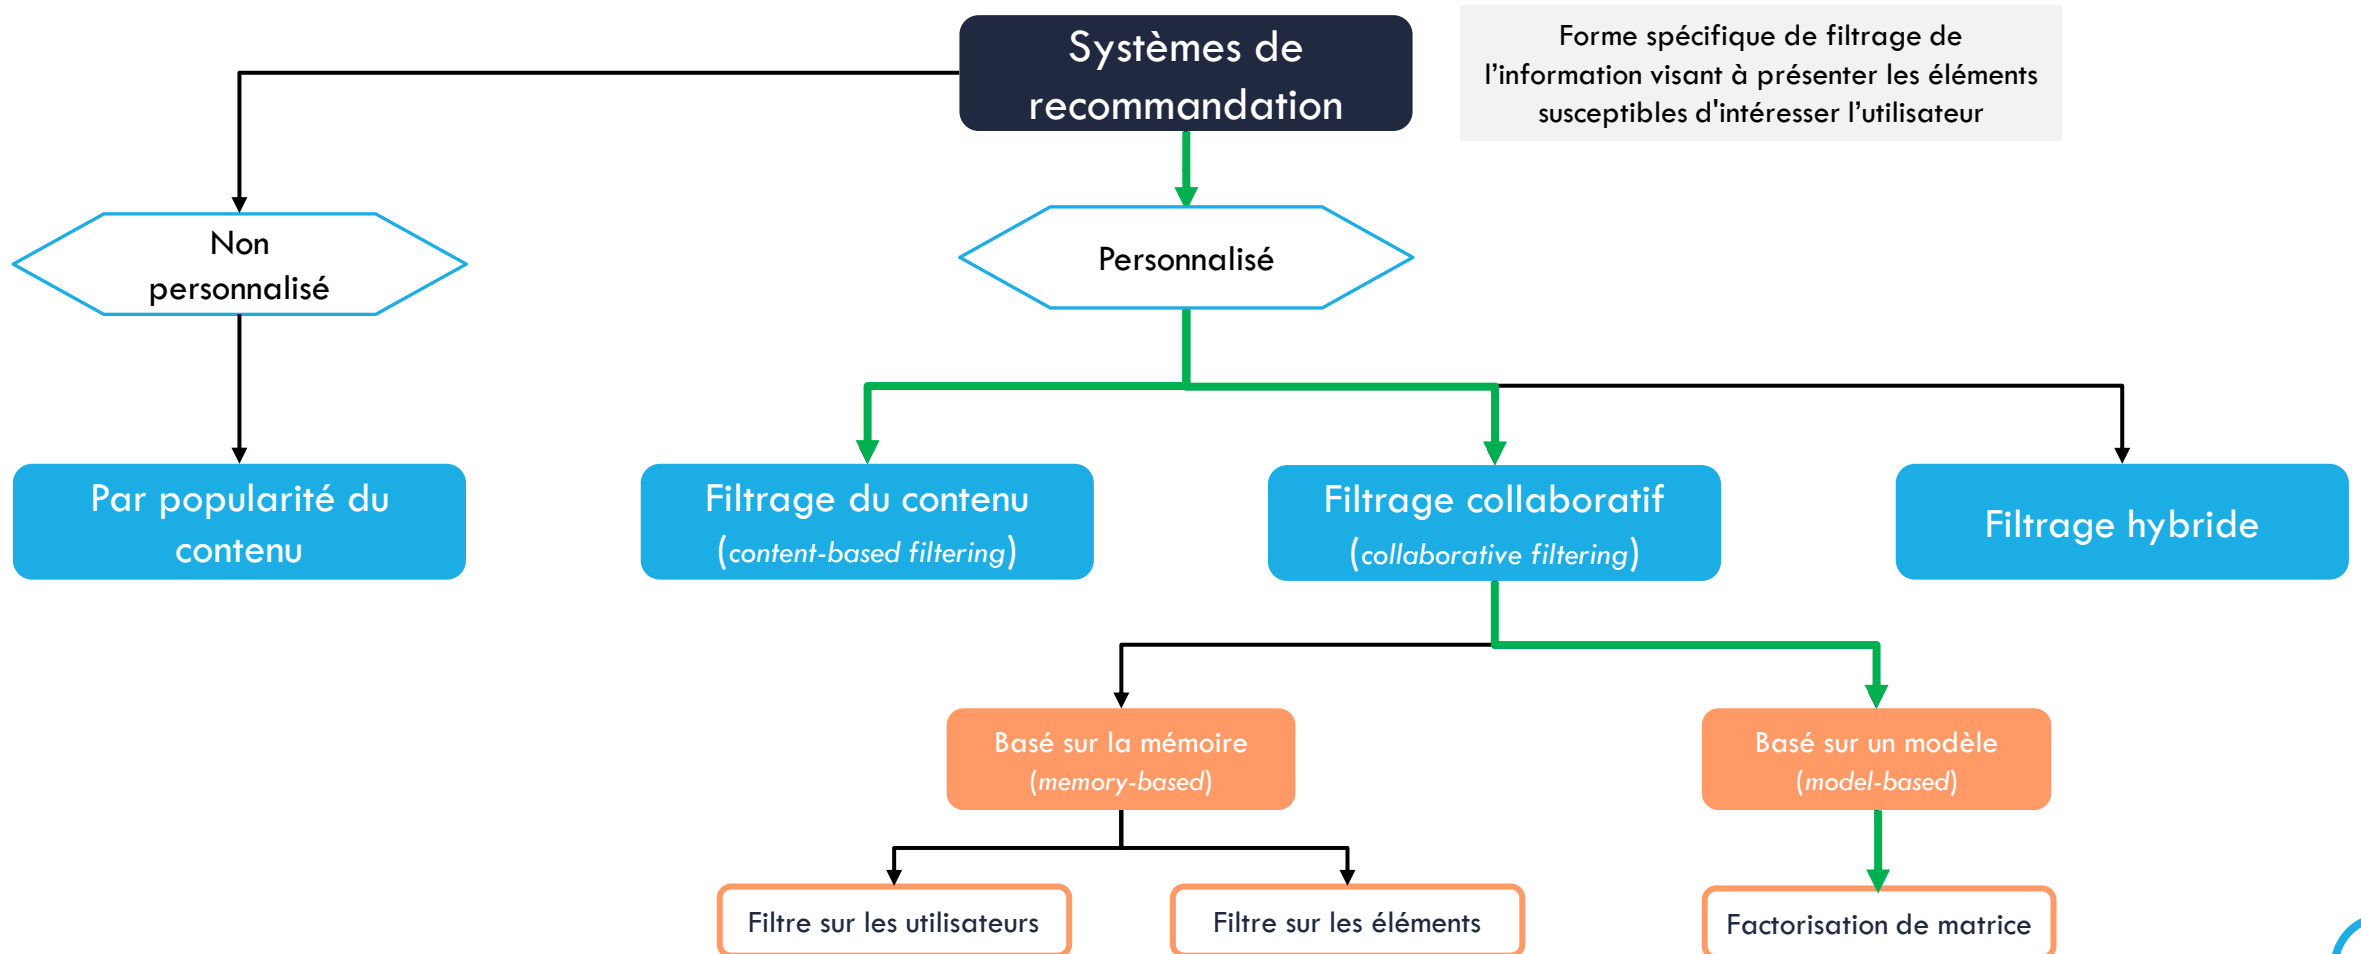 Systèmes de
recommandation
Forme spécifique de filtrage de
l’information visant à présenter les éléments
susceptibles d'intéresser l’utilisateur
Non
personnalisé
Personnalisé
Par popularité du
contenu
Filtrage du contenu
(content-based filtering)
Filtrage collaboratif
(collaborative filtering)
Filtrage hybride
Basé sur la mémoire
(memory-based)
Basé sur un modèle
(model-based)
Filtre sur les utilisateurs
Filtre sur les éléments
Factorisation de matrice